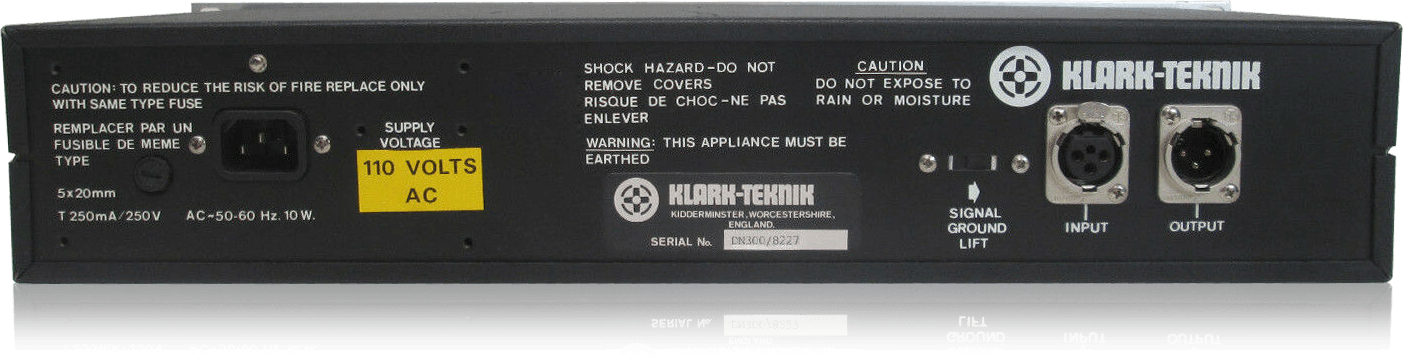 CAUTION: TO REDUCE THE RISK OF FIRE REPLACE ONLY
WITH SAME TYPE FUSE
REMPLACER PAR UN
FUSIBLE DE MEME
TYPE
5x20mm
T 250mA/250V
AC~50-60 Hz. 10W.
SUPPLY
VOLTAGE
110 VOLTS
AC
SHOCK HAZARD-DO NOT
REMOVE COVERS
RISQUE DE CHOC-NE PAS
ENLEVER
WARNING: THIS APPLIANCE MUST BE
EARTHED
KLARK-TEKNIK
KIDDERMINSTER, WORCESTERSHIRE,
ENGLAND.
SERIAL No. DN300/8227
CAUTION
DO NOT EXPOSE TO
RAIN OR MOISTURE
KLARK-TEKNIK
SIGNAL
GROUND
LIFT
INPUT
OUTPUT